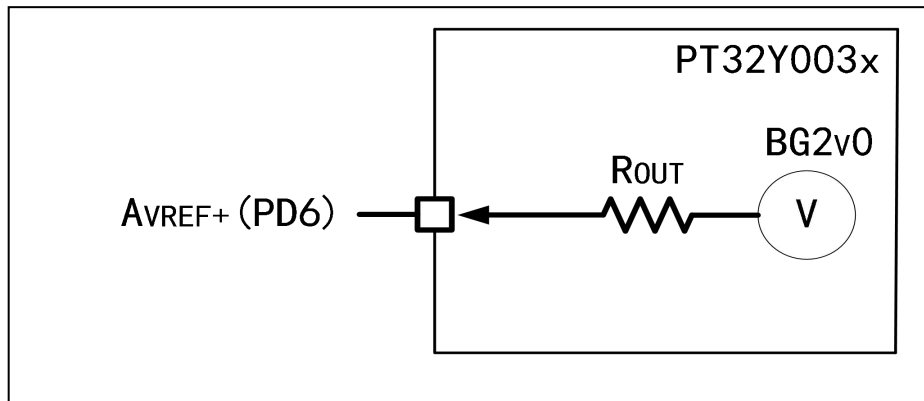 PT32Y003x
BG2v0
ROUT
V
AVREF+(PD6)